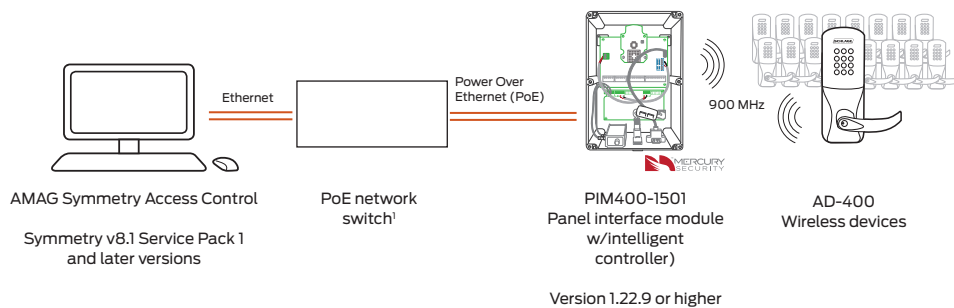 Ethernet
Power Over
Ethernet (PoE)
900 MHz
SCHLAGE
MERCURY
SECURITY
AMAG Symmetry Access Control
Symmetry v8.1 Service Pack 1
and later versions
PoE network
switch¹
PIM400-1501
Panel interface module
w/intelligent
controller)
Version 1.22.9 or higher
AD-400
Wireless devices